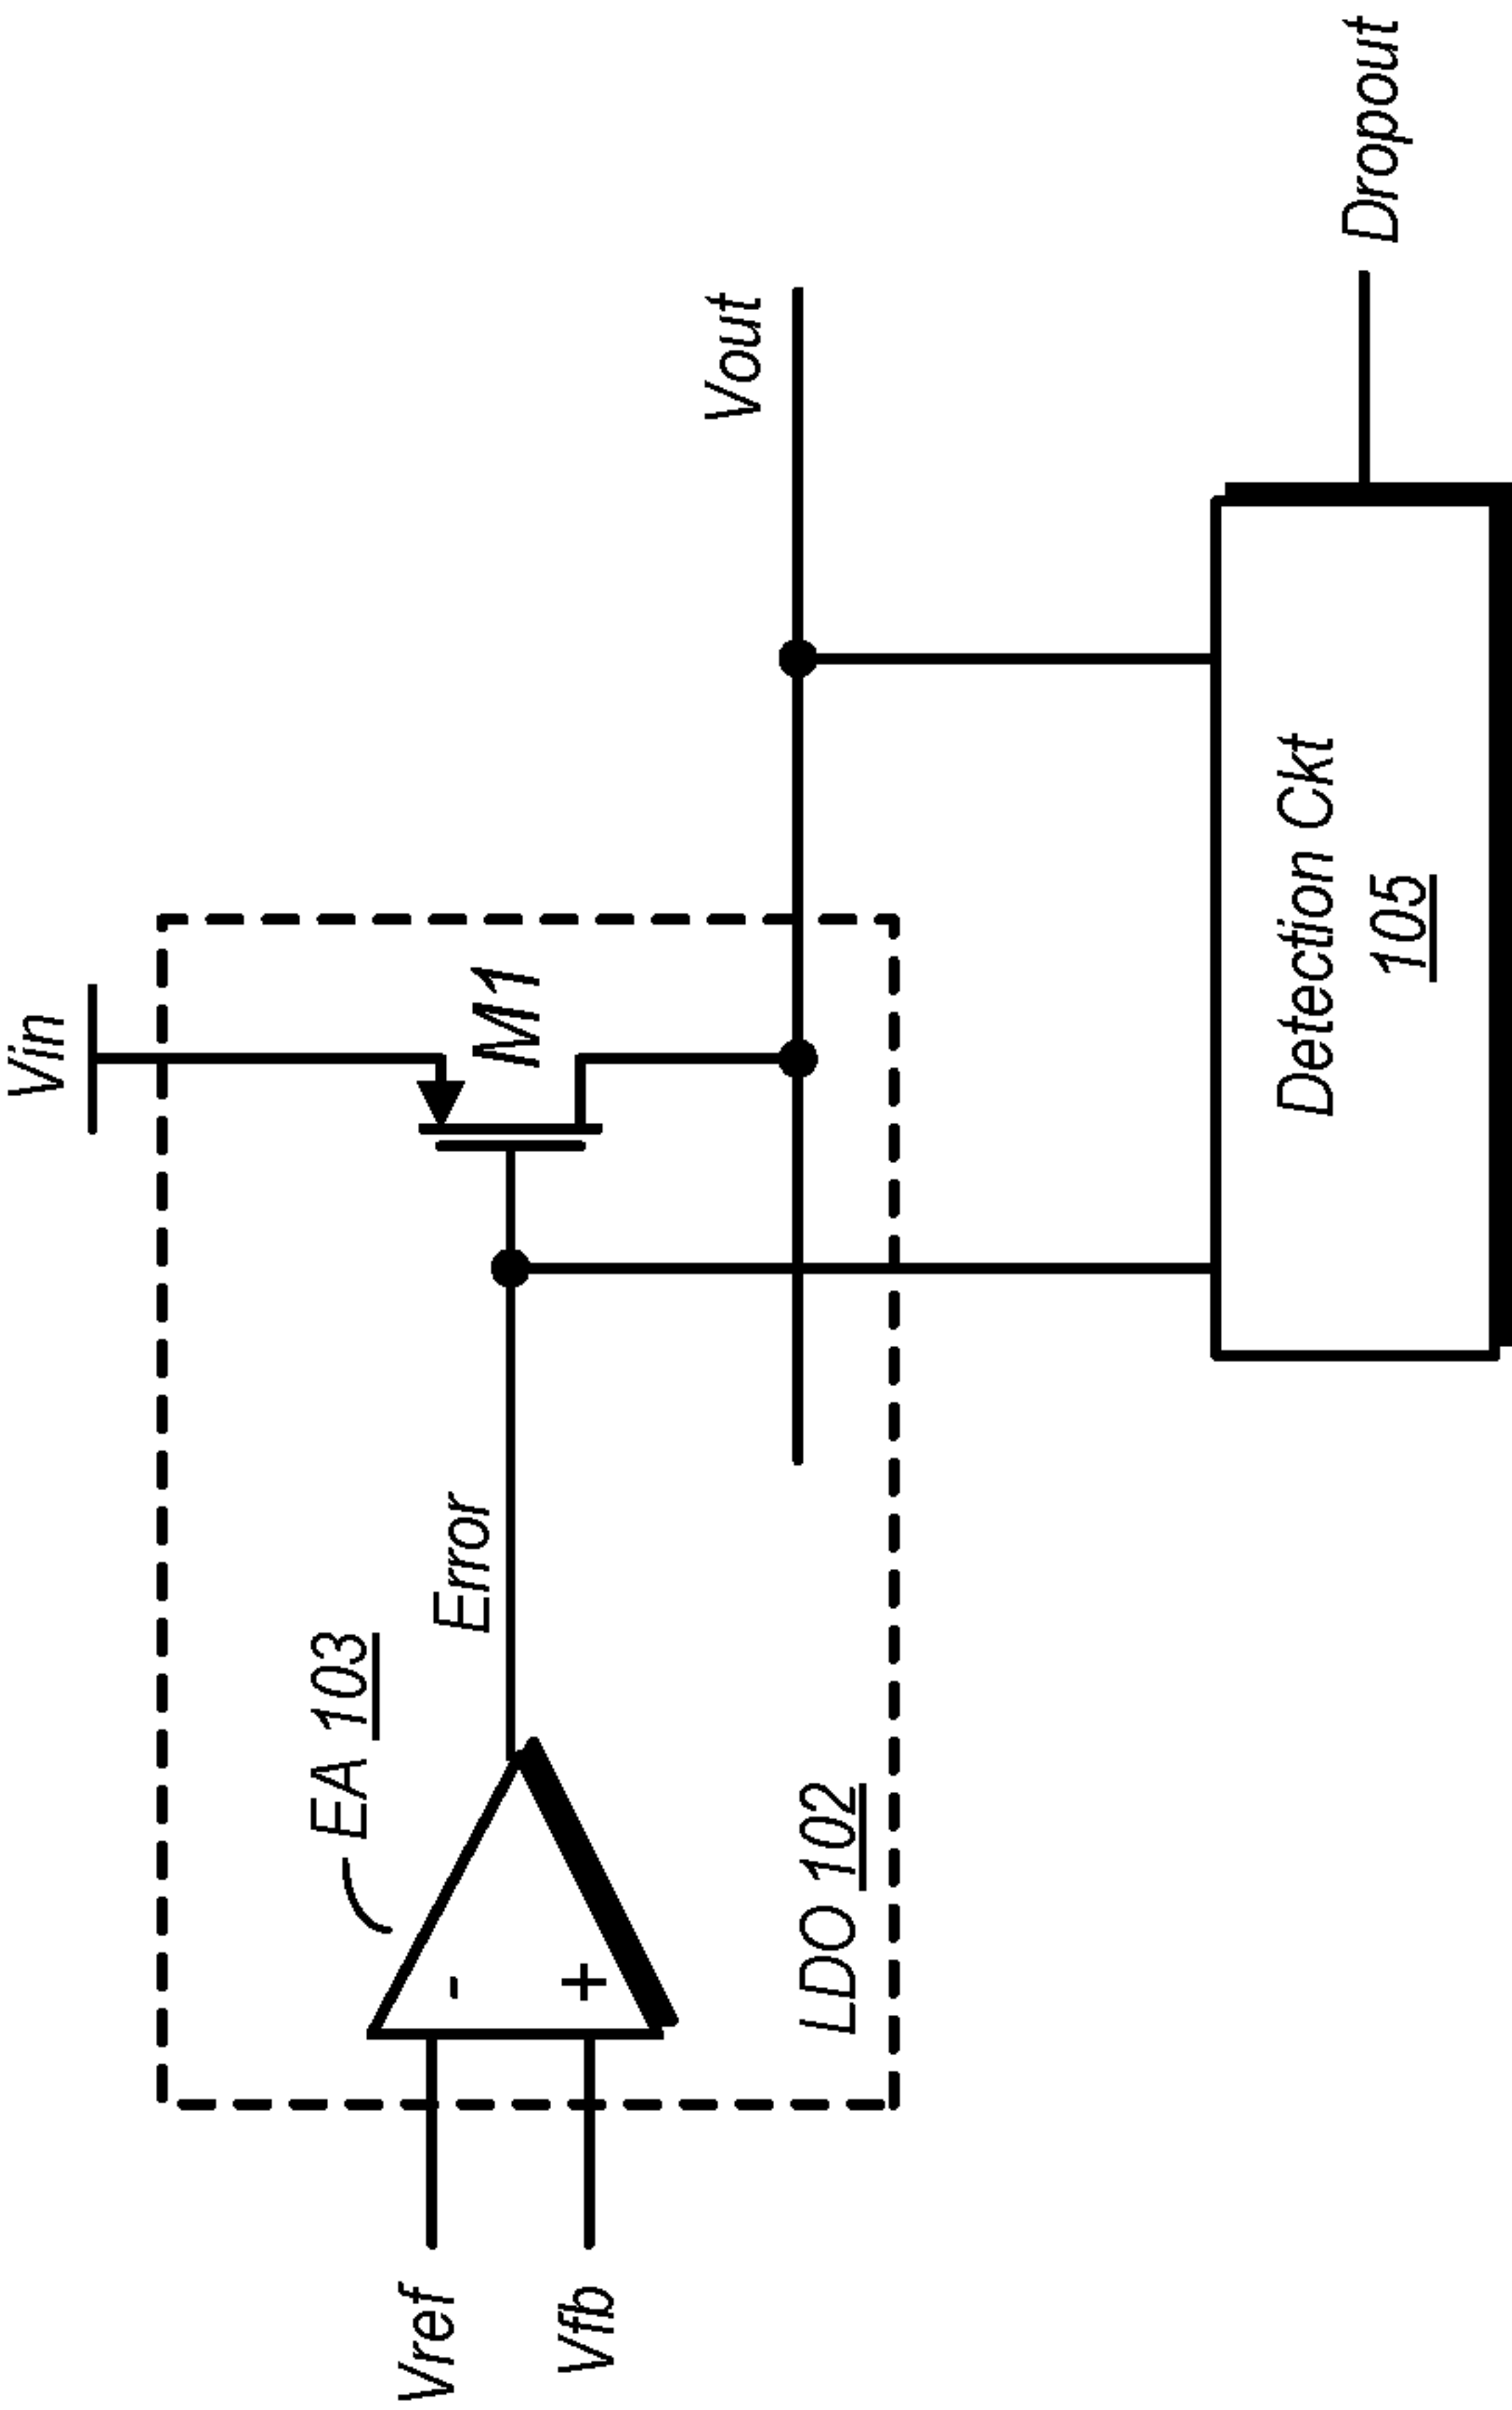 Vin
M1
Vref
Vfb
-
+
EA 103
Error
LDO 102
Vout
Detection Ckt
105
Dropout